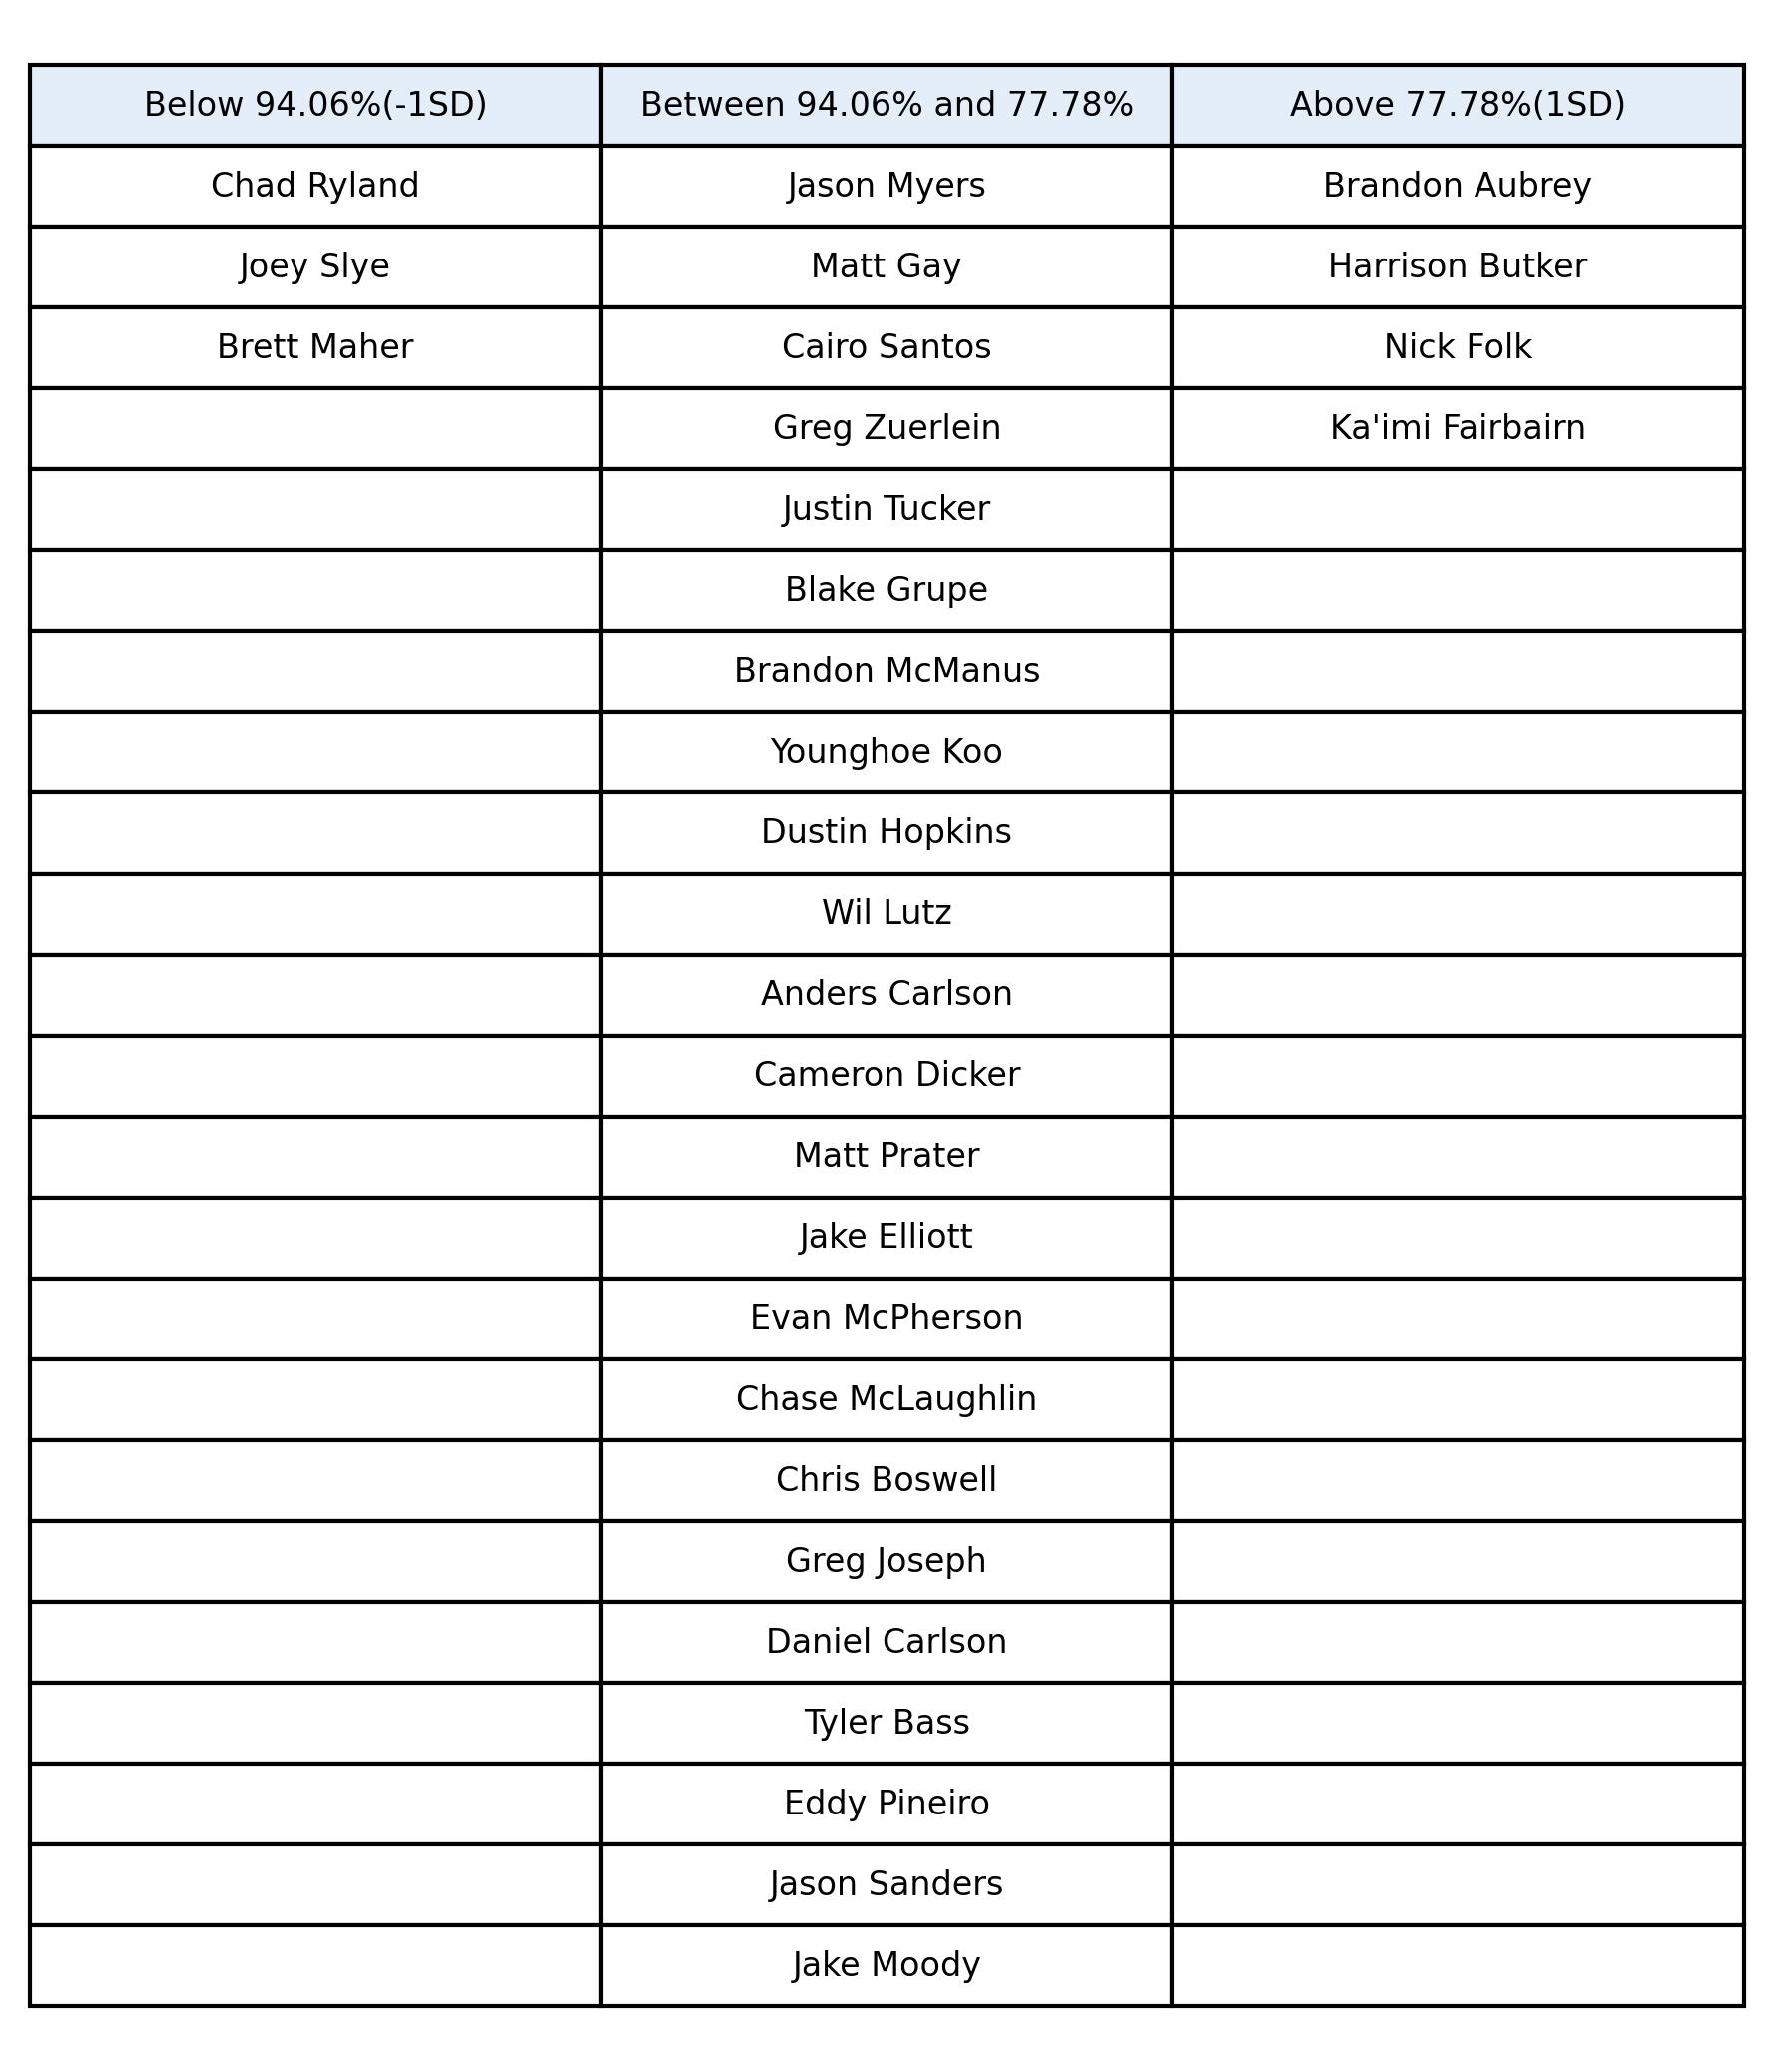 Below 94.06%(-1SD) Between 94.06% and 77.78% Above 77.78%(1SD)
Chad Ryland Jason Myers Brandon Aubrey
Joey Slye Matt Gay Harrison Butker
Brett Maher Cairo Santos Nick Folk
Greg Zuerlein Ka'imi Fairbairn
Justin Tucker
Blake Grupe
Brandon McManus
Younghoe Koo
Dustin Hopkins
Wil Lutz
Anders Carlson
Cameron Dicker
Matt Prater
Jake Elliott
Evan McPherson
Chase McLaughlin
Chris Boswell
Greg Joseph
Daniel Carlson
Tyler Bass
Eddy Pineiro
Jason Sanders
Jake Moody